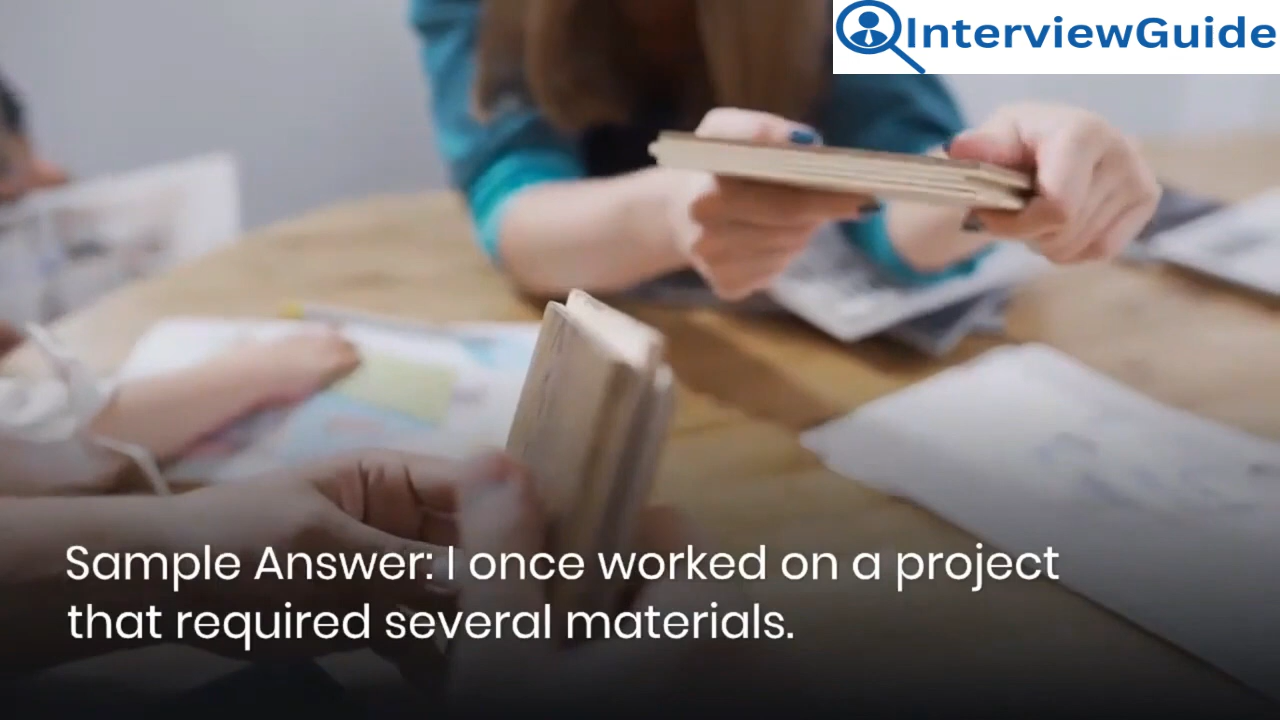 InterviewGuide
Sample Answer: I once worked on a project
that required several materials.